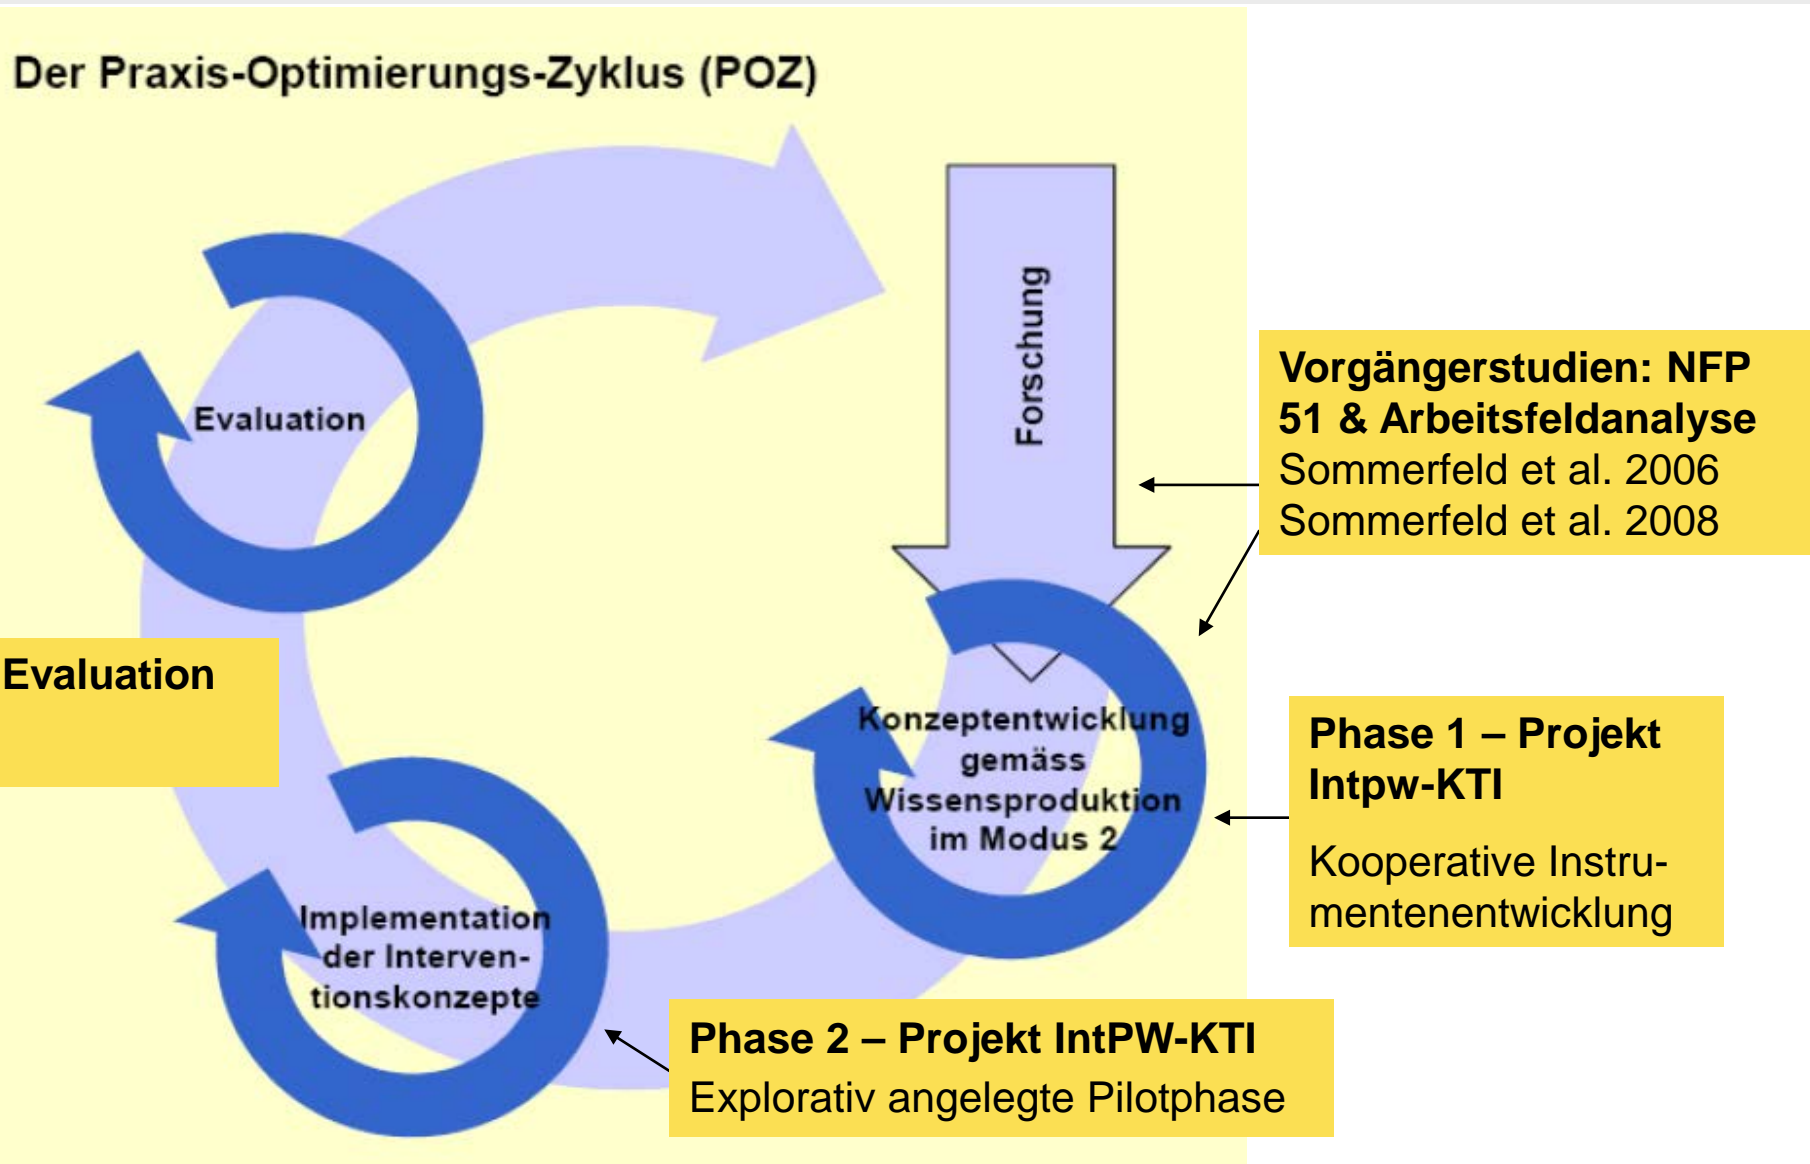 Der Praxis-Optimierungs-Zyklus (POZ)
Forschung
Evaluation
Vorgängerstudien: NFP
51 & Arbeitsfeldanalyse
Sommerfeld et al. 2006
Sommerfeld et al. 2008
Evaluation
Konzeptentwicklung
gemäss
Wissensproduktion
im Modus 2
Phase 1 – Projekt
Intpw-KTI
Kooperative Instru-
mentenentwicklung
Implementation
der Interven-
tionskonzepte
Phase 2 – Projekt IntPW-KTI
Explorativ angelegte Pilotphase